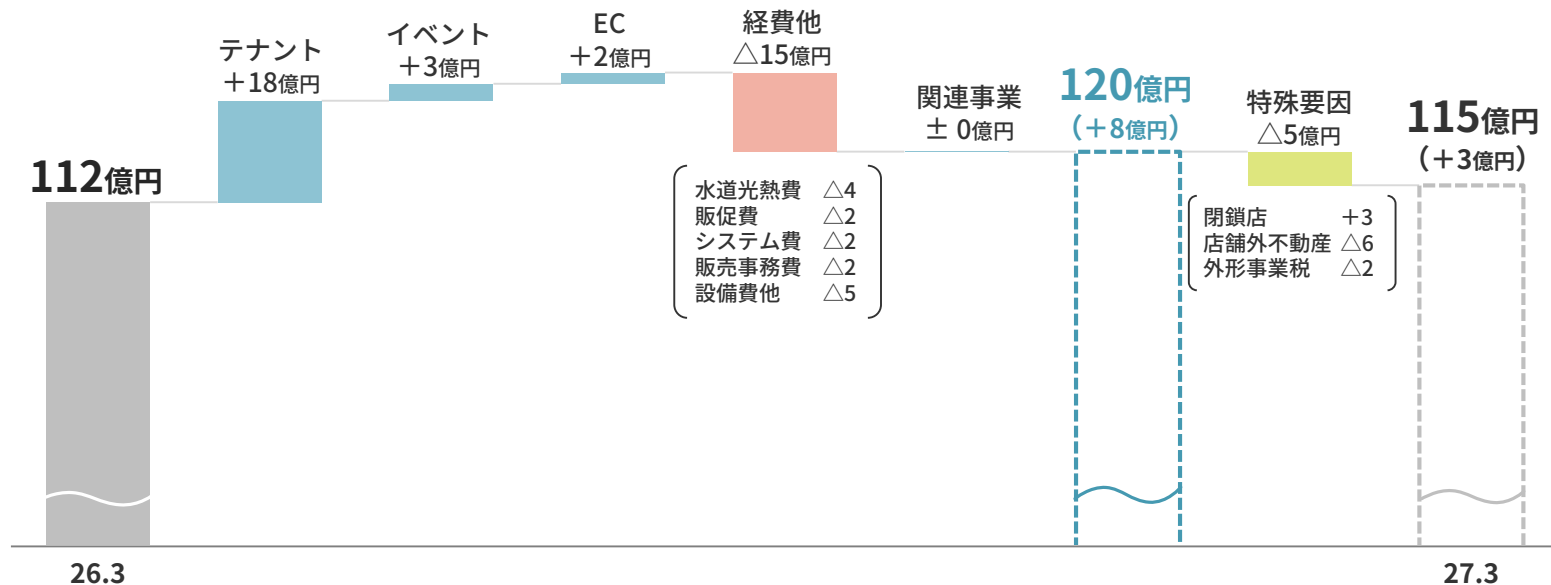 112億円
テナント
＋18億円
イベント
＋3億円
EC
＋2億円
経費他
△15億円
水道光熱費 △4
販促費 △2
システム費 △2
販売事務費 △2
設備費他 △5
関連事業
± 0億円
120億円
（＋8億円）
特殊要因
△5億円
閉鎖店 ＋3
店舗外不動産 △6
外形事業税 △2
115億円
（＋3億円）
26.3
27.3